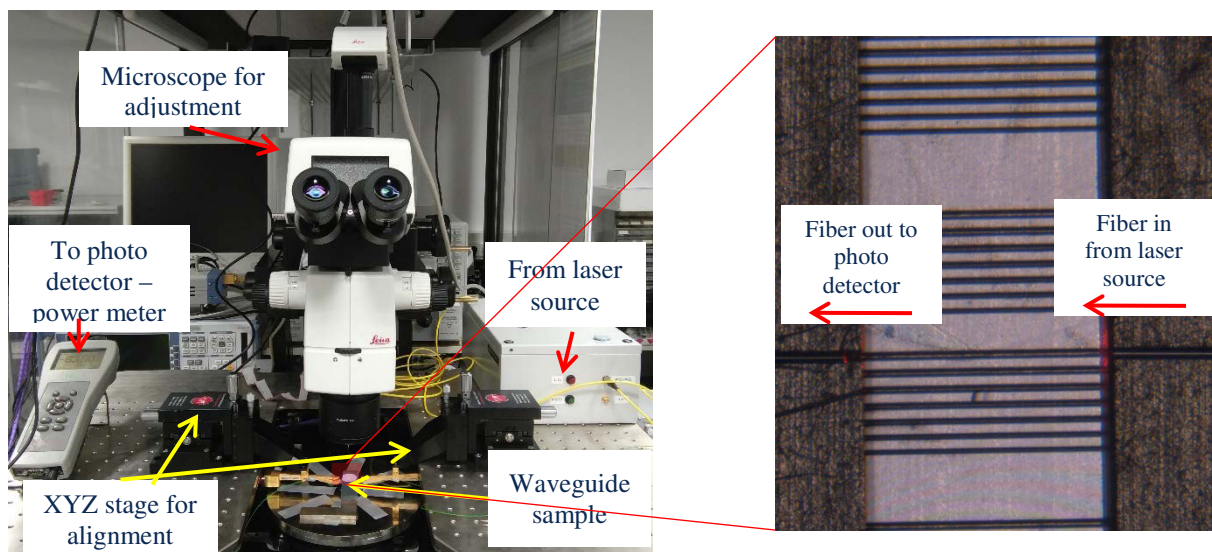 Microscope for
adjustment
To photo
detector –
power meter
From laser
source
XYZ stage for
alignment
Waveguide
sample
Fiber out to
photo
detector
Fiber in
from laser
source
Leica